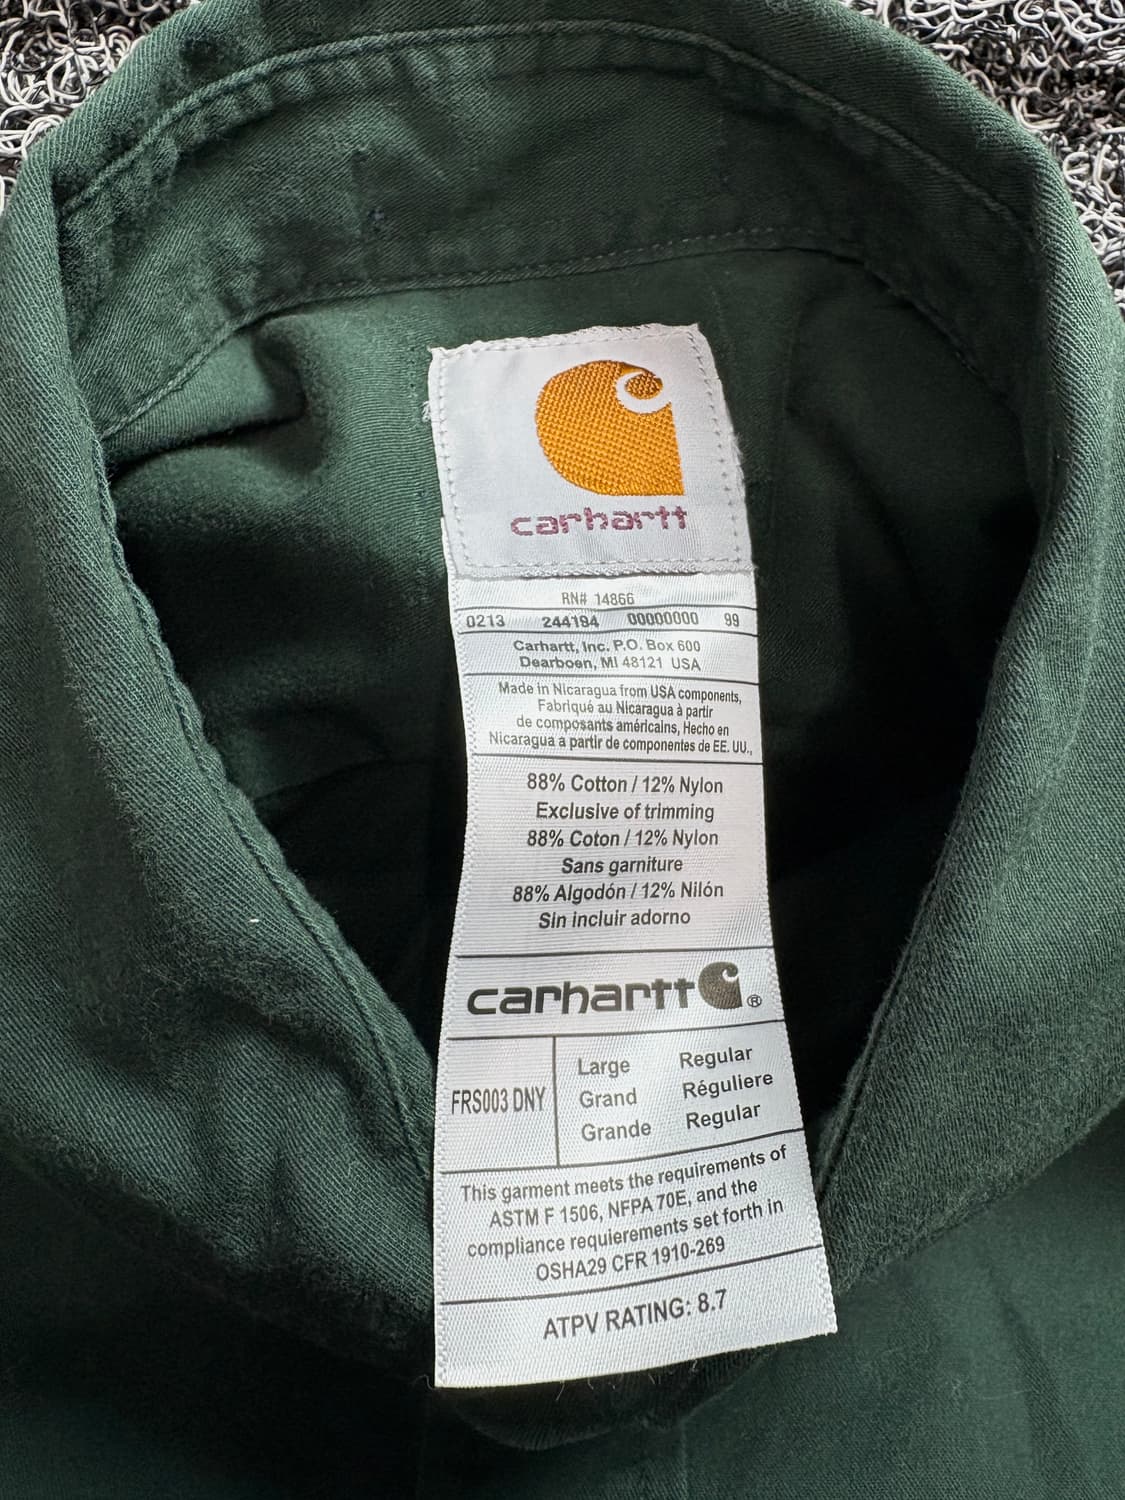 carhartt
RN# 14866
0213 244194 00000000 99
Carhartt, Inc. P.O. Box 600
Dearboen, MI 48121 USA
Made in Nicaragua from USA components,
Fabriqué au Nicaragua à partir
de composants américains, Hecho en
Nicaragua a partir de componentes de EE. UU.,
88% Cotton / 12% Nylon
Exclusive of trimming
88% Coton / 12% Nylon
Sans garniture
88% Algodón / 12% Nilón
Sin incluir adorno
carhartt ®
FRS003 DNY
Large Regular
Grand Réguliere
Grande Regular
This garment meets the requirements of
ASTM F 1506, NFPA 70E, and the
compliance requierements set forth in
OSHA29 CFR 1910-269
ATPV RATING: 8.7